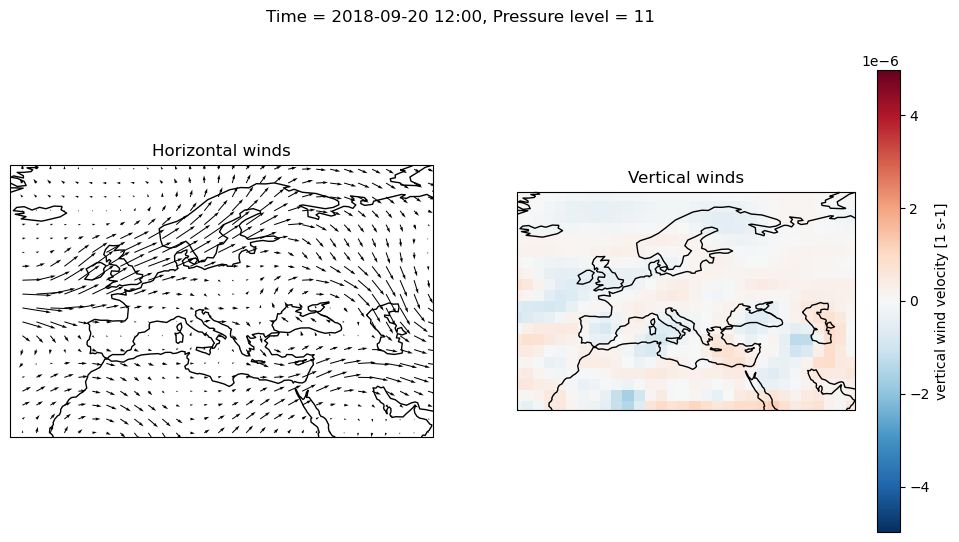 Time = 2018-09-20 12:00, Pressure level = 11
Horizontal winds
Vertical winds
1e−6
4
2
0
−2
−4
vertical wind velocity [1 s-1]